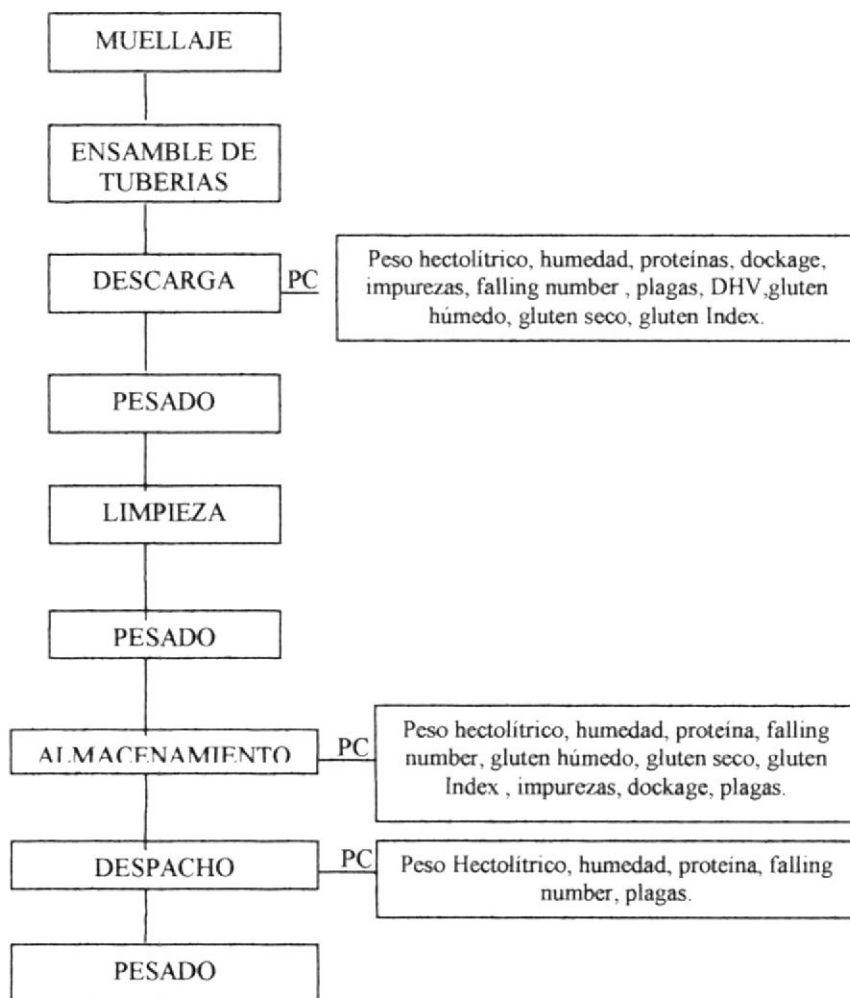 MUELLAJE
ENSAMBLE DE
TUBERIAS
DESCARGA
PC
Peso hectolítrico, humedad, proteínas, dockage,
impurezas, falling number , plagas, DHV,gluten
húmedo, gluten seco, gluten Index.
PESADO
LIMPIEZA
PESADO
ALMACENAMIENTO
PC
Peso hectolítrico, humedad, proteína, falling
number, gluten húmedo, gluten seco, gluten
Index , impurezas, dockage, plagas.
DESPACHO
PC
Peso Hectolítrico, humedad, proteina, falling
number, plagas.
PESADO